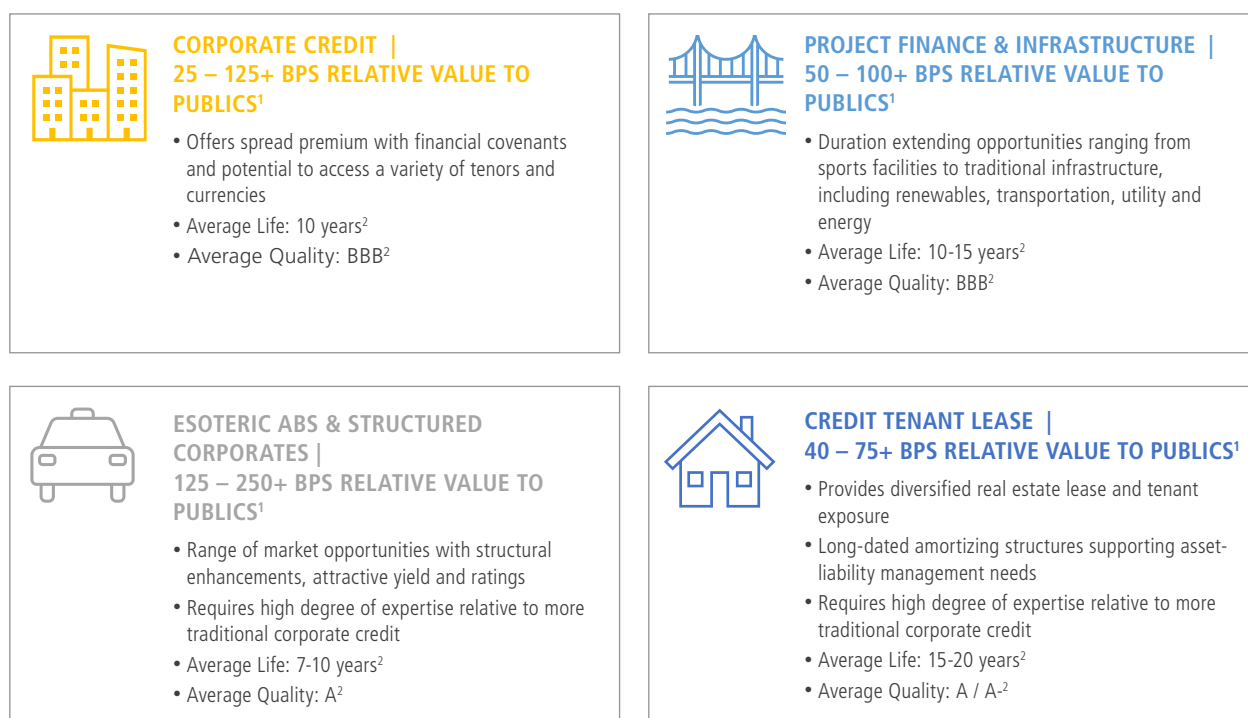 CORPORATE CREDIT |
25 – 125+ BPS RELATIVE VALUE TO
PUBLICS¹
• Offers spread premium with financial covenants
and potential to access a variety of tenors and
currencies
• Average Life: 10 years²
• Average Quality: BBB²
PROJECT FINANCE & INFRASTRUCTURE |
50 – 100+ BPS RELATIVE VALUE TO
PUBLICS¹
• Duration extending opportunities ranging from
sports facilities to traditional infrastructure,
including renewables, transportation, utility and
energy
• Average Life: 10-15 years²
• Average Quality: BBB²
ESOTERIC ABS & STRUCTURED
CORPORATES |
125 – 250+ BPS RELATIVE VALUE TO
PUBLICS¹
• Range of market opportunities with structural
enhancements, attractive yield and ratings
• Requires high degree of expertise relative to more
traditional corporate credit
• Average Life: 7-10 years²
• Average Quality: A²
CREDIT TENANT LEASE |
40 – 75+ BPS RELATIVE VALUE TO PUBLICS¹
• Provides diversified real estate lease and tenant
exposure
• Long-dated amortizing structures supporting asset-
liability management needs
• Requires high degree of expertise relative to more
traditional corporate credit
• Average Life: 15-20 years²
• Average Quality: A / A-²